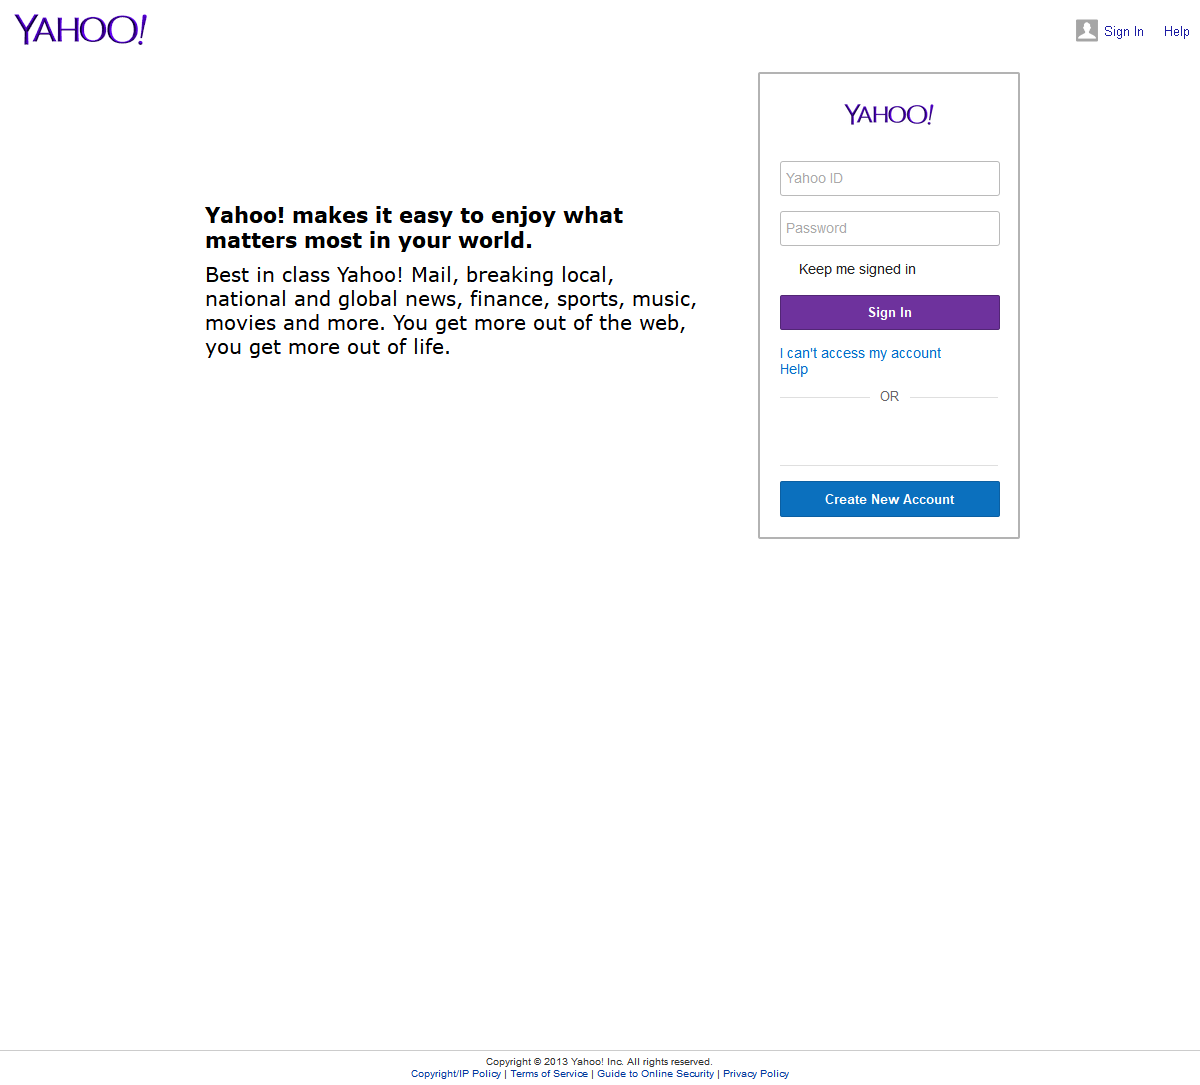 YAHOO!
Sign In Help
YAHOO!
Yahoo ID
Password
Keep me signed in
Sign In
I can't access my account
Help
OR
Create New Account
Yahoo! makes it easy to enjoy what
matters most in your world.
Best in class Yahoo! Mail, breaking local,
national and global news, finance, sports, music,
movies and more. You get more out of the web,
you get more out of life.
Copyright © 2013 Yahoo! Inc. All rights reserved.
Copyright/IP Policy | Terms of Service | Guide to Online Security | Privacy Policy